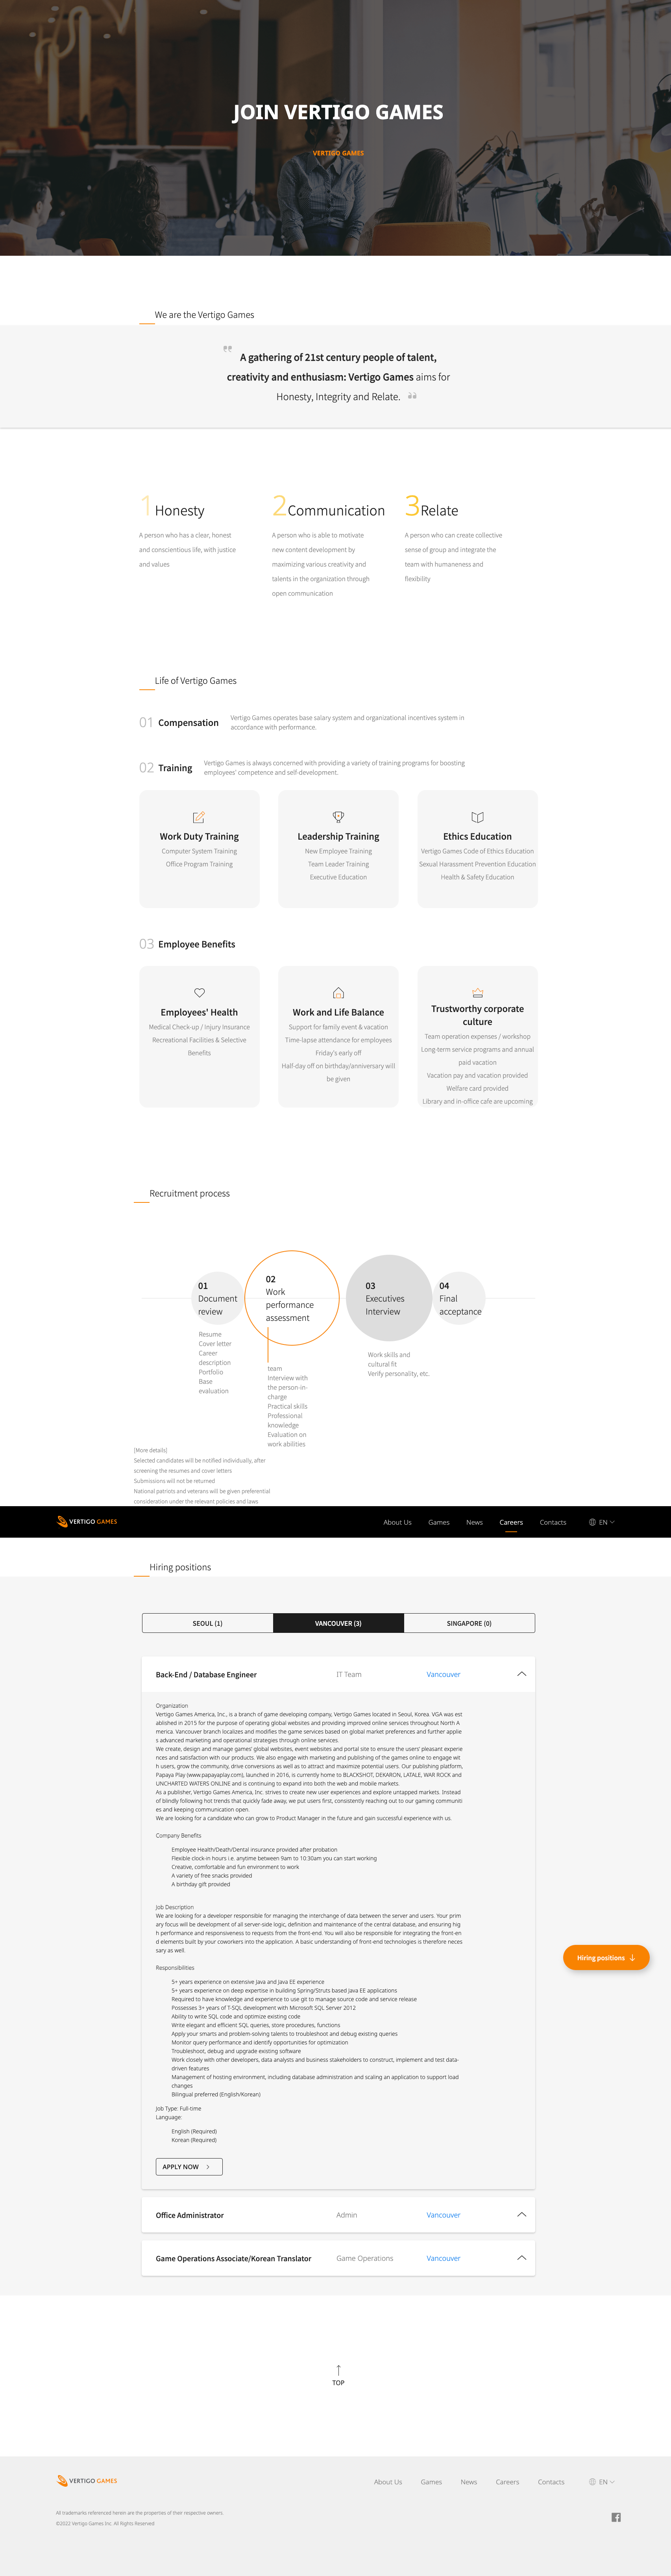 JOIN VERTIGO GAMES
VERTIGO GAMES
We are the Vertigo Games
A gathering of 21st century people of talent,
creativity and enthusiasm: Vertigo Games aims for
Honesty, Integrity and Relate.
1 Honesty
A person who has a clear, honest
and conscientious life, with justice
and values
2 Communication
A person who is able to motivate
new content development by
maximizing various creativity and
talents in the organization through
open communication
3 Relate
A person who can create collective
sense of group and integrate the
team with humaneness and
flexibility
Life of Vertigo Games
01 Compensation
Vertigo Games operates base salary system and organizational incentives system in
accordance with performance.
02 Training
Vertigo Games is always concerned with providing a variety of training programs for boosting
employees' competence and self-development.
Work Duty Training
Computer System Training
Office Program Training
Leadership Training
New Employee Training
Team Leader Training
Executive Education
Ethics Education
Vertigo Games Code of Ethics Education
Sexual Harassment Prevention Education
Health & Safety Education
03 Employee Benefits
Employees' Health
Medical Check-up / Injury Insurance
Recreational Facilities & Selective
Benefits
Work and Life Balance
Support for family event & vacation
Time-lapse attendance for employees
Friday's early off
Half-day off on birthday/anniversary will
be given
Trustworthy corporate
culture
Team operation expenses / workshop
Long-term service programs and annual
paid vacation
Vacation pay and vacation provided
Welfare card provided
Library and in-office cafe are upcoming
Recruitment process
01
Document
review
Resume
Cover letter
Career
description
Portfolio
Base
evaluation
02
Work
performance
assessment
team
Interview with
the person-in-
charge
Practical skills
Professional
knowledge
Evaluation on
work abilities
03
Executives
Interview
Work skills and
cultural fit
Verify personality, etc.
04
Final
acceptance
[More details]
Selected candidates will be notified individually, after
screening the resumes and cover letters
Submissions will not be returned
National patriots and veterans will be given preferential
consideration under the relevant policies and laws
VERTIGO GAMES
About Us
Games
News
Careers
Contacts
EN
Hiring positions
SEOUL (1)
VANCOUVER (3)
SINGAPORE (0)
Back-End / Database Engineer
IT Team
Vancouver
Organization
Vertigo Games America, Inc., is a branch of game developing company, Vertigo Games located in Seoul, Korea. VGA was est
ablished in 2015 for the purpose of operating global websites and providing improved online services throughout North A
merica. Vancouver branch localizes and modifies the game services based on global market preferences and further applie
s advanced marketing and operational strategies through online services.
We create, design and manage games' global websites, event websites and portal site to ensure the users' pleasant experie
nces and satisfaction with our products. We also engage with marketing and publishing of the games online to engage wit
h users, grow the community, drive conversions as well as to attract and maximize potential users. Our publishing platform,
Papaya Play (www.papayaplay.com), launched in 2016, is currently home to BLACKSHOT, DEKARON, LATALE, WAR ROCK and
UNCHARTED WATERS ONLINE and is continuing to expand into both the web and mobile markets.
As a publisher, Vertigo Games America, Inc. strives to create new user experiences and explore untapped markets. Instead
of blindly following hot trends that quickly fade away, we put users first, consistently reaching out to our gaming communiti
es and keeping communication open.
We are looking for a candidate who can grow to Product Manager in the future and gain successful experience with us.
Company Benefits
Employee Health/Death/Dental insurance provided after probation
Flexible clock-in hours i.e. anytime between 9am to 10:30am you can start working
Creative, comfortable and fun environment to work
A variety of free snacks provided
A birthday gift provided
Job Description
We are looking for a developer responsible for managing the interchange of data between the server and users. Your prim
ary focus will be development of all server-side logic, definition and maintenance of the central database, and ensuring hig
h performance and responsiveness to requests from the front-end. You will also be responsible for integrating the front-en
d elements built by your coworkers into the application. A basic understanding of front-end technologies is therefore neces
sary as well.
Responsibilities
5+ years experience on extensive Java and Java EE experience
5+ years experience on deep expertise in building Spring/Struts based Java EE applications
Required to have knowledge and experience to use git to manage source code and service release
Possesses 3+ years of T-SQL development with Microsoft SQL Server 2012
Ability to write SQL code and optimize existing code
Write elegant and efficient SQL queries, store procedures, functions
Apply your smarts and problem-solving talents to troubleshoot and debug existing queries
Monitor query performance and identify opportunities for optimization
Troubleshoot, debug and upgrade existing software
Work closely with other developers, data analysts and business stakeholders to construct, implement and test data-
driven features
Management of hosting environment, including database administration and scaling an application to support load
changes
Bilingual preferred (English/Korean)
Job Type: Full-time
Language:
English (Required)
Korean (Required)
APPLY NOW
Hiring positions
Office Administrator
Admin
Vancouver
Game Operations Associate/Korean Translator
Game Operations
Vancouver
TOP
VERTIGO GAMES
About Us
Games
News
Careers
Contacts
EN
All trademarks referenced herein are the properties of their respective owners.
©2022 Vertigo Games Inc. All Rights Reserved